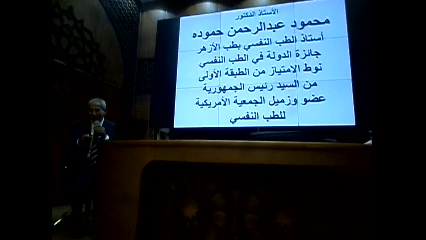 الأستاذ الدكتور
محمود عبدالرحمن حموده
أستاذ الطب النفسي بطب الأزهر
جائزة الدولة في الطب النفسي
نوط الامتياز من الطبقة الأولى
من السيد رئيس الجمهورية
عضو وزميل الجمعية الأمريكية
للطب النفسي